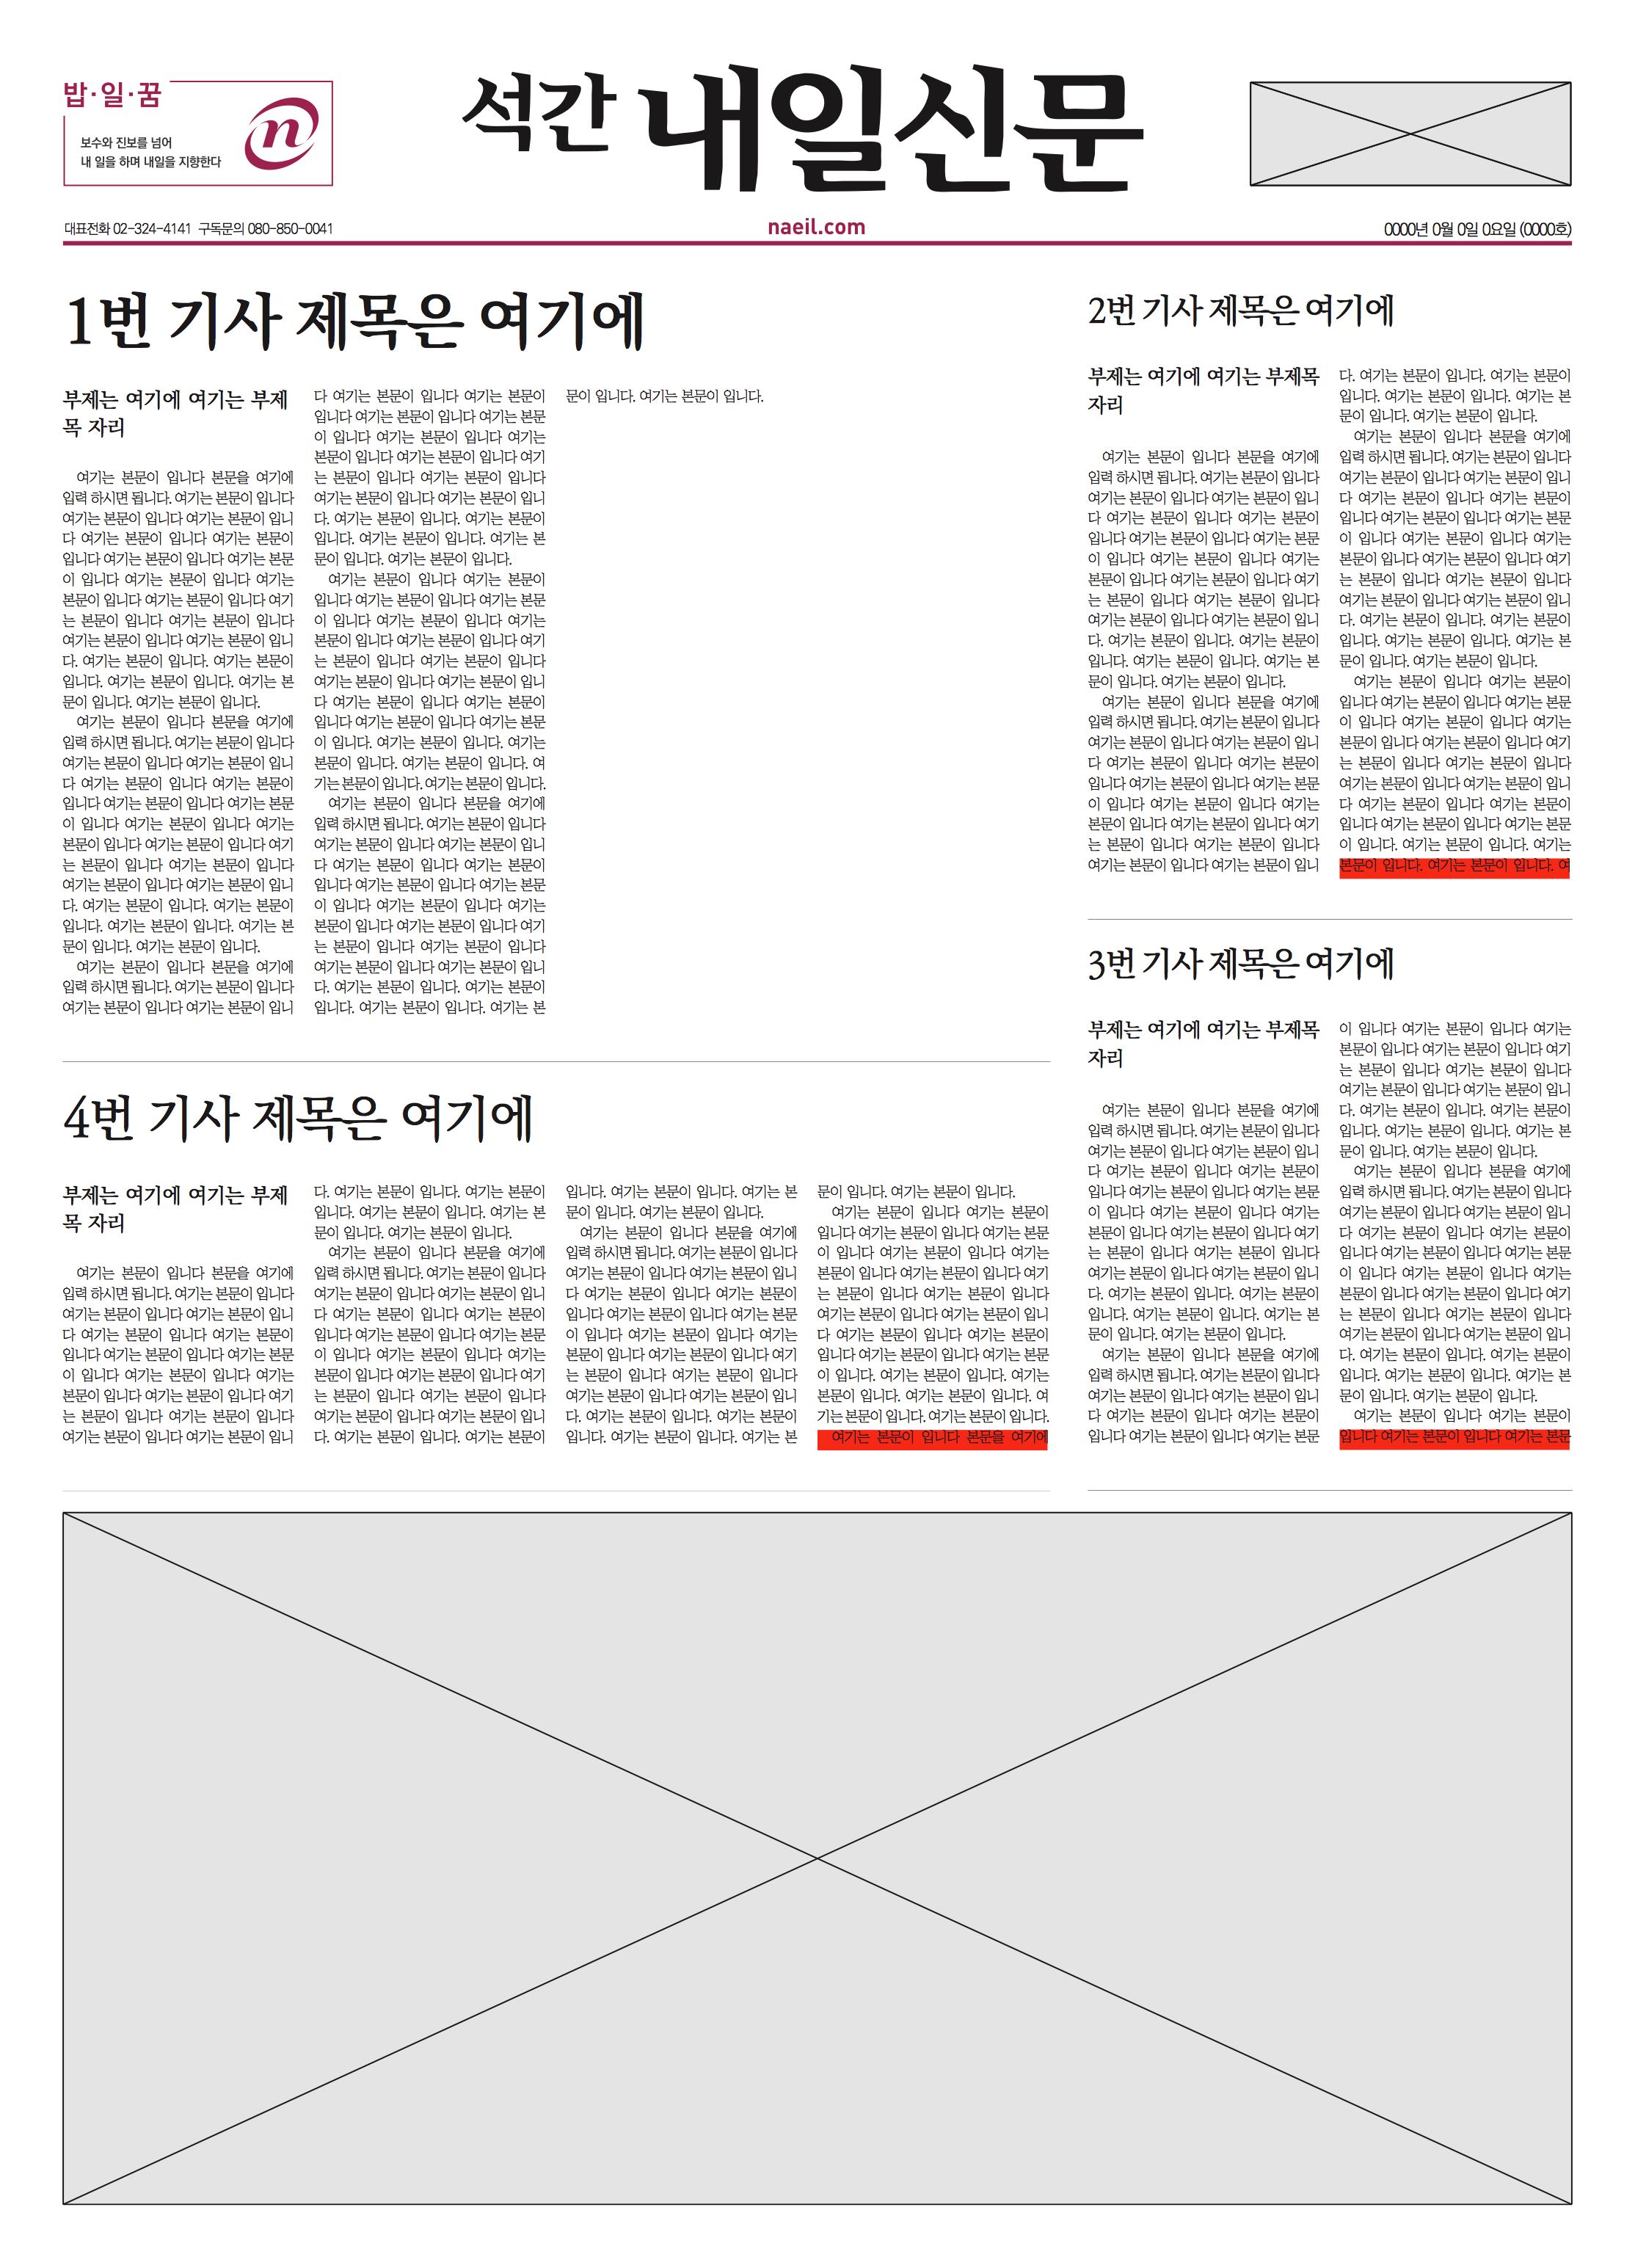 밥·일·꿈
보수와 진보를 넘어
내 일을 하며 내일을 지향한다
n
석간 내일신문
대표전화 02-324-4141 구독문의 080-850-0041
naeil.com
0000년 0월 0일 0요일 (0000호)
1번 기사 제목은 여기에
부제는 여기에 여기는 부제
목 자리
여기는 본문이 입니다 본문을 여기에
입력 하시면 됩니다. 여기는 본문이 입니다
여기는 본문이 입니다 여기는 본문이 입니
다 여기는 본문이 입니다 여기는 본문이
입니다 여기는 본문이 입니다 여기는 본문
이 입니다 여기는 본문이 입니다 여기는
본문이 입니다 여기는 본문이 입니다 여기
는 본문이 입니다 여기는 본문이 입니다
여기는 본문이 입니다 여기는 본문이 입니
다. 여기는 본문이 입니다. 여기는 본문이
입니다. 여기는 본문이 입니다. 여기는 본
문이 입니다. 여기는 본문이 입니다.
여기는 본문이 입니다 본문을 여기에
입력 하시면 됩니다. 여기는 본문이 입니다
여기는 본문이 입니다 여기는 본문이 입니
다 여기는 본문이 입니다 여기는 본문이
입니다 여기는 본문이 입니다 여기는 본문
이 입니다 여기는 본문이 입니다 여기는
본문이 입니다 여기는 본문이 입니다 여기
는 본문이 입니다 여기는 본문이 입니다
여기는 본문이 입니다 여기는 본문이 입니
다. 여기는 본문이 입니다. 여기는 본문이
입니다. 여기는 본문이 입니다. 여기는 본
문이 입니다. 여기는 본문이 입니다.
여기는 본문이 입니다 본문을 여기에
입력 하시면 됩니다. 여기는 본문이 입니다
여기는 본문이 입니다 여기는 본문이 입니
다 여기는 본문이 입니다 여기는 본문이
입니다 여기는 본문이 입니다 여기는 본문
이 입니다 여기는 본문이 입니다 여기는
본문이 입니다 여기는 본문이 입니다 여기
는 본문이 입니다 여기는 본문이 입니다
여기는 본문이 입니다 여기는 본문이 입니
다. 여기는 본문이 입니다. 여기는 본문이
입니다. 여기는 본문이 입니다. 여기는 본
문이 입니다. 여기는 본문이 입니다.
여기는 본문이 입니다 여기는 본문이
입니다 여기는 본문이 입니다 여기는 본문
이 입니다 여기는 본문이 입니다 여기는
본문이 입니다 여기는 본문이 입니다 여기
는 본문이 입니다 여기는 본문이 입니다
여기는 본문이 입니다 여기는 본문이 입니
다 여기는 본문이 입니다 여기는 본문이
입니다 여기는 본문이 입니다 여기는 본문
이 입니다. 여기는 본문이 입니다. 여기는
본문이 입니다. 여기는 본문이 입니다. 여
기는 본문이 입니다. 여기는 본문이 입니다.
여기는 본문이 입니다 본문을 여기에
입력 하시면 됩니다. 여기는 본문이 입니다
여기는 본문이 입니다 여기는 본문이 입니
다 여기는 본문이 입니다 여기는 본문이
입니다 여기는 본문이 입니다 여기는 본문
이 입니다 여기는 본문이 입니다 여기는
본문이 입니다 여기는 본문이 입니다 여기
는 본문이 입니다 여기는 본문이 입니다
여기는 본문이 입니다 여기는 본문이 입니
다. 여기는 본문이 입니다. 여기는 본문이
입니다. 여기는 본문이 입니다. 여기는 본
문이 입니다. 여기는 본문이 입니다.
2번 기사 제목은 여기에
부제는 여기에 여기는 부제목
자리
여기는 본문이 입니다 본문을 여기에
입력 하시면 됩니다. 여기는 본문이 입니다
여기는 본문이 입니다 여기는 본문이 입니
다 여기는 본문이 입니다 여기는 본문이
입니다 여기는 본문이 입니다 여기는 본문
이 입니다 여기는 본문이 입니다 여기는
본문이 입니다 여기는 본문이 입니다 여기
는 본문이 입니다 여기는 본문이 입니다
여기는 본문이 입니다 여기는 본문이 입니
다. 여기는 본문이 입니다. 여기는 본문이
입니다. 여기는 본문이 입니다. 여기는 본
문이 입니다. 여기는 본문이 입니다.
여기는 본문이 입니다 본문을 여기에
입력 하시면 됩니다. 여기는 본문이 입니다
여기는 본문이 입니다 여기는 본문이 입니
다 여기는 본문이 입니다 여기는 본문이
입니다 여기는 본문이 입니다 여기는 본문
이 입니다 여기는 본문이 입니다 여기는
본문이 입니다 여기는 본문이 입니다 여기
는 본문이 입니다 여기는 본문이 입니다
여기는 본문이 입니다 여기는 본문이 입니
다. 여기는 본문이 입니다. 여기는 본문이
입니다. 여기는 본문이 입니다. 여기는 본
문이 입니다. 여기는 본문이 입니다.
여기는 본문이 입니다 본문을 여기에
입력 하시면 됩니다. 여기는 본문이 입니다
여기는 본문이 입니다 여기는 본문이 입니
다 여기는 본문이 입니다 여기는 본문이
입니다 여기는 본문이 입니다 여기는 본문
이 입니다 여기는 본문이 입니다 여기는
본문이 입니다 여기는 본문이 입니다 여기
는 본문이 입니다 여기는 본문이 입니다
여기는 본문이 입니다 여기는 본문이 입니
다. 여기는 본문이 입니다. 여기는 본문이
입니다. 여기는 본문이 입니다. 여기는 본
문이 입니다. 여기는 본문이 입니다.
여기는 본문이 입니다 여기는 본문이
입니다 여기는 본문이 입니다 여기는 본문
이 입니다 여기는 본문이 입니다 여기는
본문이 입니다 여기는 본문이 입니다 여기
는 본문이 입니다 여기는 본문이 입니다
여기는 본문이 입니다 여기는 본문이 입니
다 여기는 본문이 입니다 여기는 본문이
입니다 여기는 본문이 입니다 여기는 본문
이 입니다. 여기는 본문이 입니다. 여기는
본문이 입니다. 여기는 본문이 입니다. 여
3번 기사 제목은 여기에
부제는 여기에 여기는 부제목
자리
여기는 본문이 입니다 본문을 여기에
입력 하시면 됩니다. 여기는 본문이 입니다
여기는 본문이 입니다 여기는 본문이 입니
다 여기는 본문이 입니다 여기는 본문이
입니다 여기는 본문이 입니다 여기는 본문
이 입니다 여기는 본문이 입니다 여기는
본문이 입니다 여기는 본문이 입니다 여기
는 본문이 입니다 여기는 본문이 입니다
여기는 본문이 입니다 여기는 본문이 입니
다. 여기는 본문이 입니다. 여기는 본문이
입니다. 여기는 본문이 입니다. 여기는 본
문이 입니다. 여기는 본문이 입니다.
여기는 본문이 입니다 본문을 여기에
입력 하시면 됩니다. 여기는 본문이 입니다
여기는 본문이 입니다 여기는 본문이 입니
다 여기는 본문이 입니다 여기는 본문이
입니다 여기는 본문이 입니다 여기는 본문
이 입니다 여기는 본문이 입니다 여기는
본문이 입니다 여기는 본문이 입니다 여기
는 본문이 입니다 여기는 본문이 입니다
여기는 본문이 입니다 여기는 본문이 입니
다. 여기는 본문이 입니다. 여기는 본문이
입니다. 여기는 본문이 입니다. 여기는 본
문이 입니다. 여기는 본문이 입니다.
여기는 본문이 입니다 본문을 여기에
입력 하시면 됩니다. 여기는 본문이 입니다
여기는 본문이 입니다 여기는 본문이 입니
다 여기는 본문이 입니다 여기는 본문이
입니다 여기는 본문이 입니다 여기는 본문
이 입니다 여기는 본문이 입니다 여기는
본문이 입니다 여기는 본문이 입니다 여기
는 본문이 입니다 여기는 본문이 입니다
여기는 본문이 입니다 여기는 본문이 입니
다. 여기는 본문이 입니다. 여기는 본문이
입니다. 여기는 본문이 입니다. 여기는 본
문이 입니다. 여기는 본문이 입니다.
여기는 본문이 입니다 여기는 본문이
입니다 여기는 본문이 입니다 여기는 본문
4번 기사 제목은 여기에
부제는 여기에 여기는 부제
목 자리
여기는 본문이 입니다 본문을 여기에
입력 하시면 됩니다. 여기는 본문이 입니다
여기는 본문이 입니다 여기는 본문이 입니
다 여기는 본문이 입니다 여기는 본문이
입니다 여기는 본문이 입니다 여기는 본문
이 입니다 여기는 본문이 입니다 여기는
본문이 입니다 여기는 본문이 입니다 여기
는 본문이 입니다 여기는 본문이 입니다
여기는 본문이 입니다 여기는 본문이 입니
다. 여기는 본문이 입니다. 여기는 본문이
입니다. 여기는 본문이 입니다. 여기는 본
문이 입니다. 여기는 본문이 입니다.
여기는 본문이 입니다 본문을 여기에
입력 하시면 됩니다. 여기는 본문이 입니다
여기는 본문이 입니다 여기는 본문이 입니
다 여기는 본문이 입니다 여기는 본문이
입니다 여기는 본문이 입니다 여기는 본문
이 입니다 여기는 본문이 입니다 여기는
본문이 입니다 여기는 본문이 입니다 여기
는 본문이 입니다 여기는 본문이 입니다
여기는 본문이 입니다 여기는 본문이 입니
다. 여기는 본문이 입니다. 여기는 본문이
입니다. 여기는 본문이 입니다. 여기는 본
문이 입니다. 여기는 본문이 입니다.
여기는 본문이 입니다 본문을 여기에
입력 하시면 됩니다. 여기는 본문이 입니다
여기는 본문이 입니다 여기는 본문이 입니
다 여기는 본문이 입니다 여기는 본문이
입니다 여기는 본문이 입니다 여기는 본문
이 입니다 여기는 본문이 입니다 여기는
본문이 입니다 여기는 본문이 입니다 여기
는 본문이 입니다 여기는 본문이 입니다
여기는 본문이 입니다 여기는 본문이 입니
다. 여기는 본문이 입니다. 여기는 본문이
입니다. 여기는 본문이 입니다. 여기는 본
문이 입니다. 여기는 본문이 입니다.
여기는 본문이 입니다 여기는 본문이
입니다 여기는 본문이 입니다 여기는 본문
이 입니다 여기는 본문이 입니다 여기는
본문이 입니다 여기는 본문이 입니다 여기
는 본문이 입니다 여기는 본문이 입니다
여기는 본문이 입니다 여기는 본문이 입니
다 여기는 본문이 입니다 여기는 본문이
입니다 여기는 본문이 입니다 여기는 본문
이 입니다. 여기는 본문이 입니다. 여기는
본문이 입니다. 여기는 본문이 입니다. 여
기는 본문이 입니다. 여기는 본문이 입니다.
여기는 본문이 입니다 본문을 여기에